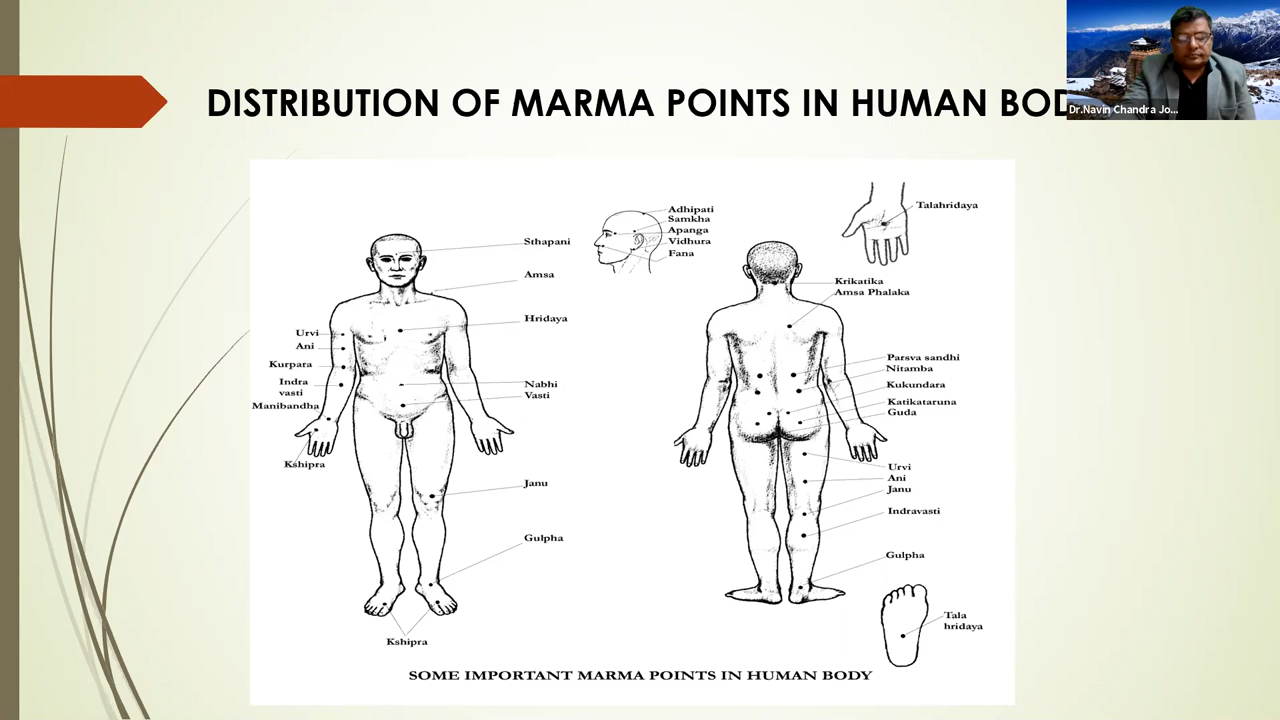 DISTRIBUTION OF MARMA POINTS IN HUMAN BOD
Dr.Navin Chandra Jo...
Sthapani
Amsa
Hridaya
Urvi
Ani
Kurpara
Indra
vasti
Manibandha
Kshipra
Nabhi
Vasti
Janu
Gulpha
Kshipra
Adhipati
Samkha
Apanga
Vidhura
Fana
Talahridaya
Krikatika
Amsa Phalaka
Parsva sandhi
Nitamba
Kukundara
Katikataruna
Guda
Urvi
Ani
Janu
Indravasti
Gulpha
Tala
hridaya
SOME IMPORTANT MARMA POINTS IN HUMAN BODY